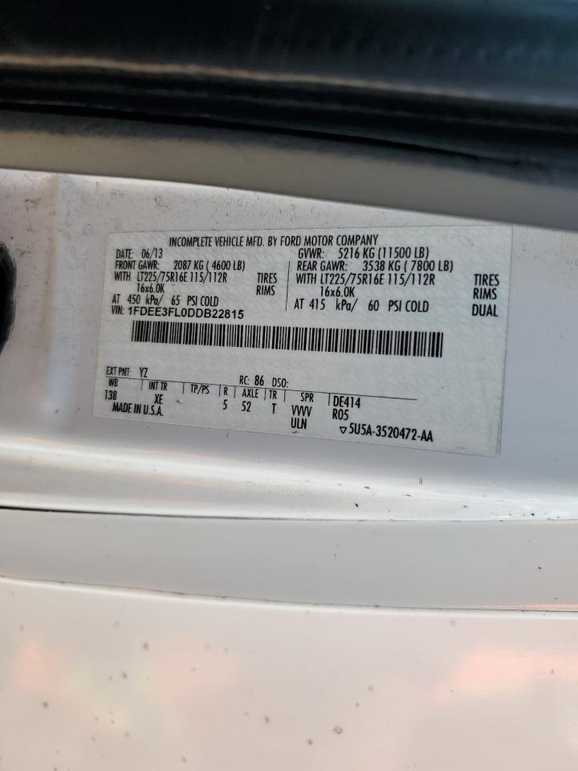 INCOMPLETE VEHICLE MFD. BY FORD MOTOR COMPANY
DATE: 06/13 GVWR: 5216 KG (11500 LB)
FRONT GAWR: 2087 KG ( 4600 LB) REAR GAWR: 3538 KG ( 7800 LB)
WITH LT225/75R16E 115/112R TIRES WITH LT225/75R16E 115/112R TIRES
16x6.0K RIMS 16x6.0K RIMS
AT 450 kPa/ 65 PSI COLD AT 415 kPa/ 60 PSI COLD DUAL
VIN: 1FDEE3FL0DDB22815
EXT PNT: YZ RC: 86 DSO:
WB INT TR TP/PS R AXLE TR SPR DE414
138 XE 5 52 T VVVV R05
MADE IN U.S.A. ULN ▽5U5A-3520472-AA